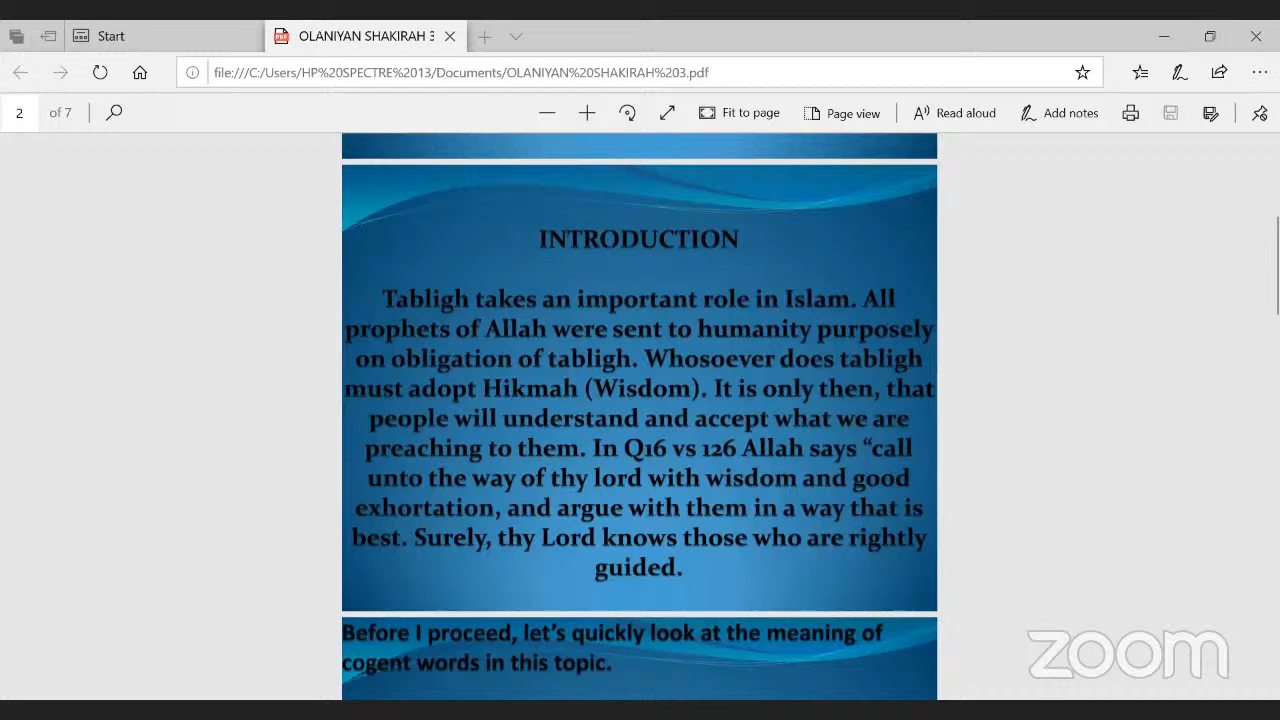 Start
OLANIYAN SHAKIRAH 3
file:///C:/Users/HP%20SPECTRE%2013/Documents/OLANIYAN%20SHAKIRAH%203.pdf
2 of 7 Fit to page Page view Read aloud Add notes
INTRODUCTION
Tabligh takes an important role in Islam. All
prophets of Allah were sent to humanity purposely
on obligation of tabligh. Whosoever does tabligh
must adopt Hikmah (Wisdom). It is only then, that
people will understand and accept what we are
preaching to them. In Q16 vs 126 Allah says “call
unto the way of thy lord with wisdom and good
exhortation, and argue with them in a way that is
best. Surely, thy Lord knows those who are rightly
guided.
Before I proceed, let’s quickly look at the meaning of
cogent words in this topic.
zoom